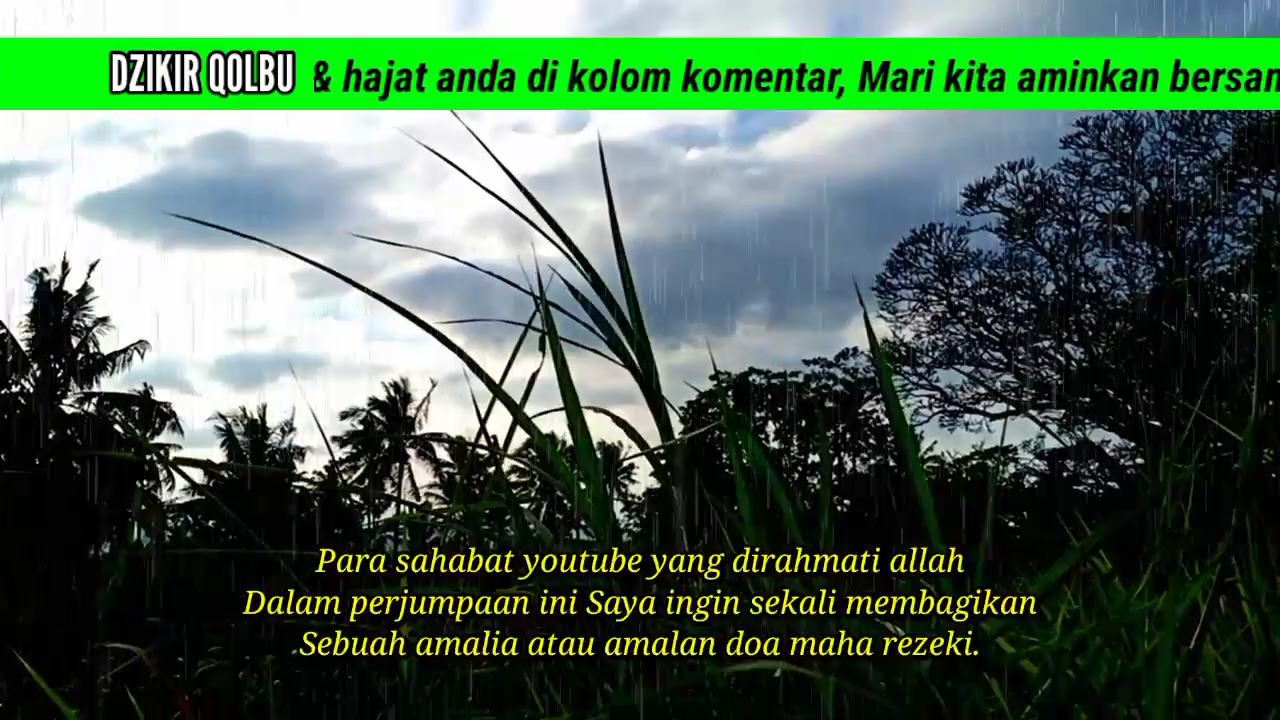 DZIKIR QOLBU & hajat anda di kolom komentar, Mari kita aminkan
Para sahabat youtube yang dirahmati allah
Dalam perjumpaan ini Saya ingin sekali membagikan
Sebuah amalia atau amalan doa maha rezeki.